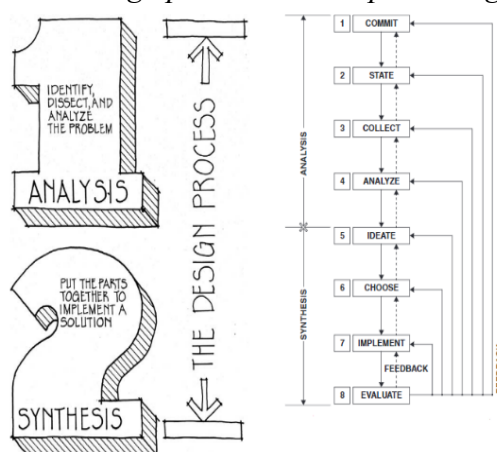 IDENTIFY,
DISSECT, AND
ANALYZE
THE PROBLEM
ANALYSIS
PUT THE PARTS
TOGETHER TO
IMPLEMENT A
SOLUTION
SYNTHESIS
THE DESIGN PROCESS
ANALYSIS
SYNTHESIS
1 COMMIT
2 STATE
3 COLLECT
4 ANALYZE
5 IDEATE
6 CHOOSE
7 IMPLEMENT
FEEDBACK
8 EVALUATE